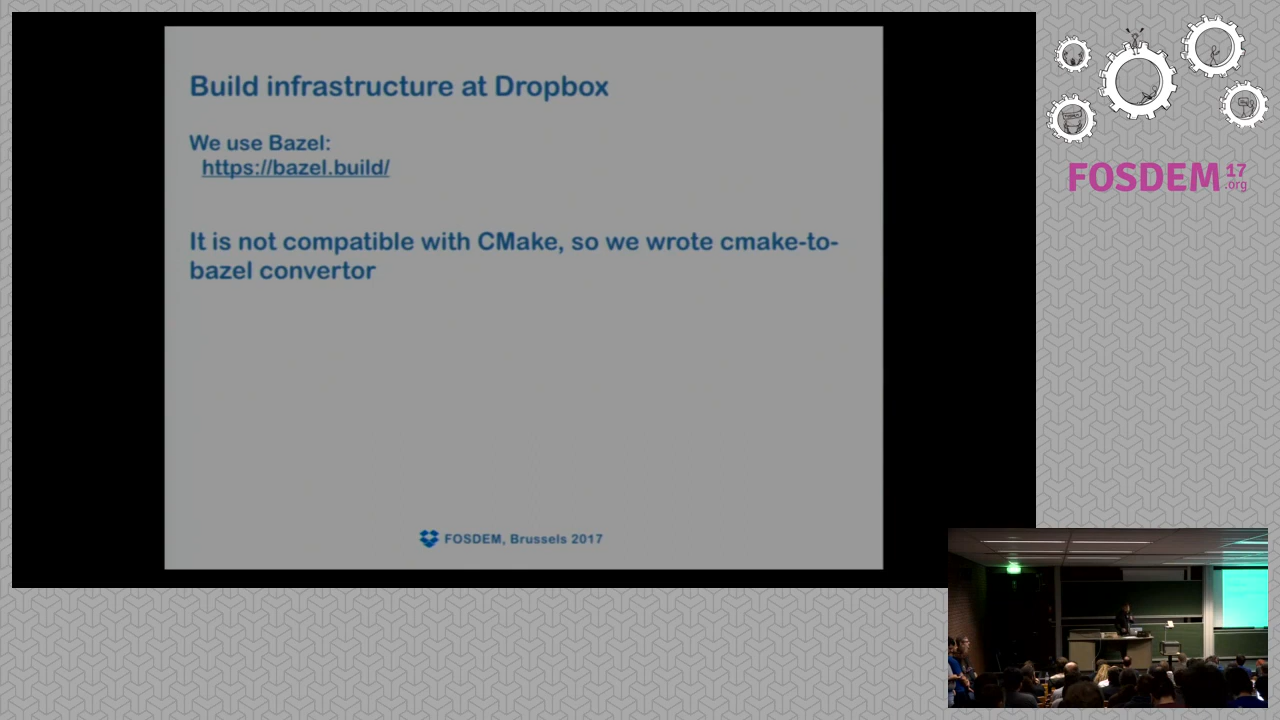 Build infrastructure at Dropbox
We use Bazel:
https://bazel.build/
It is not compatible with CMake, so we wrote cmake-to-
bazel convertor
FOSDEM, Brussels 2017
FOSDEM 17
.org